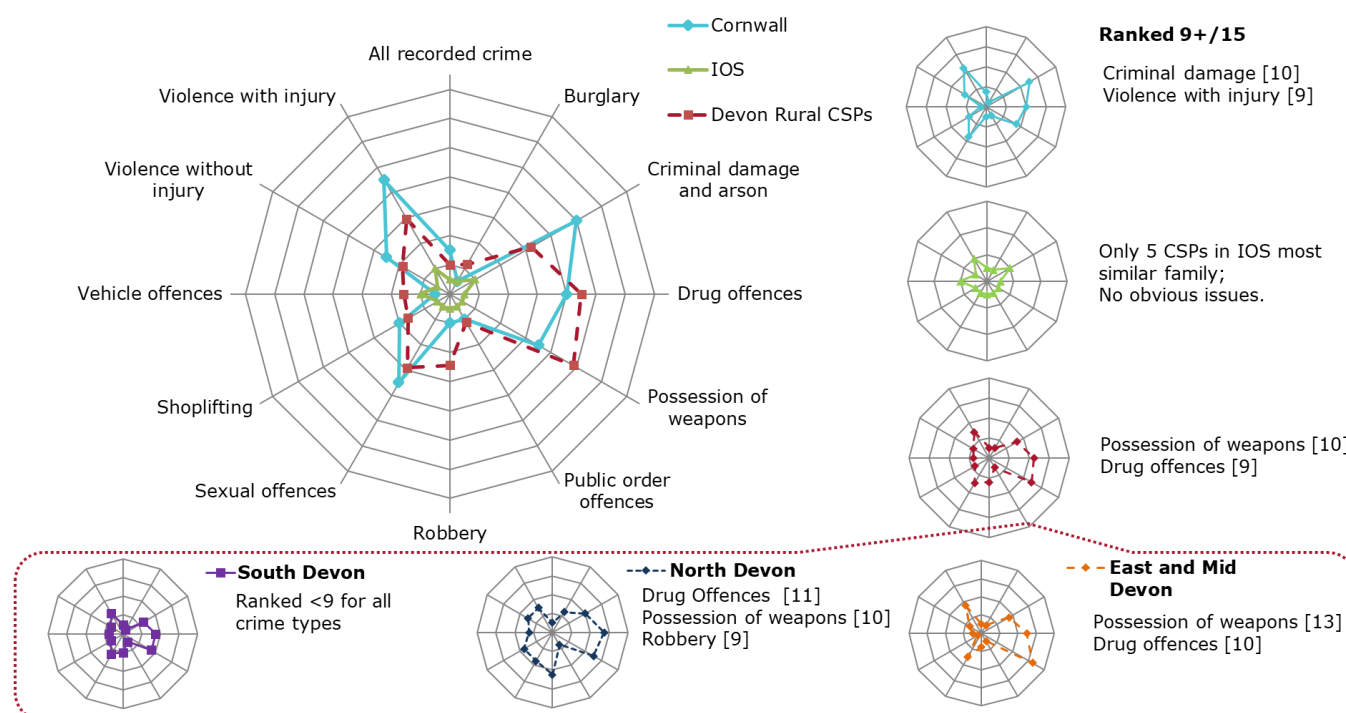 Cornwall
IOS
Devon Rural CSPs
All recorded crime
Burglary
Criminal damage
and arson
Drug offences
Possession of
weapons
Public order
offences
Robbery
Sexual offences
Shoplifting
Vehicle offences
Violence without
injury
Violence with injury
Ranked 9+/15
Criminal damage [10]
Violence with injury [9]
Only 5 CSPs in IOS most
similar family;
No obvious issues.
Possession of weapons [10]
Drug offences [9]
South Devon
Ranked <9 for all
crime types
North Devon
Drug Offences [11]
Possession of weapons [10]
Robbery [9]
East and Mid
Devon
Possession of weapons [13]
Drug offences [10]